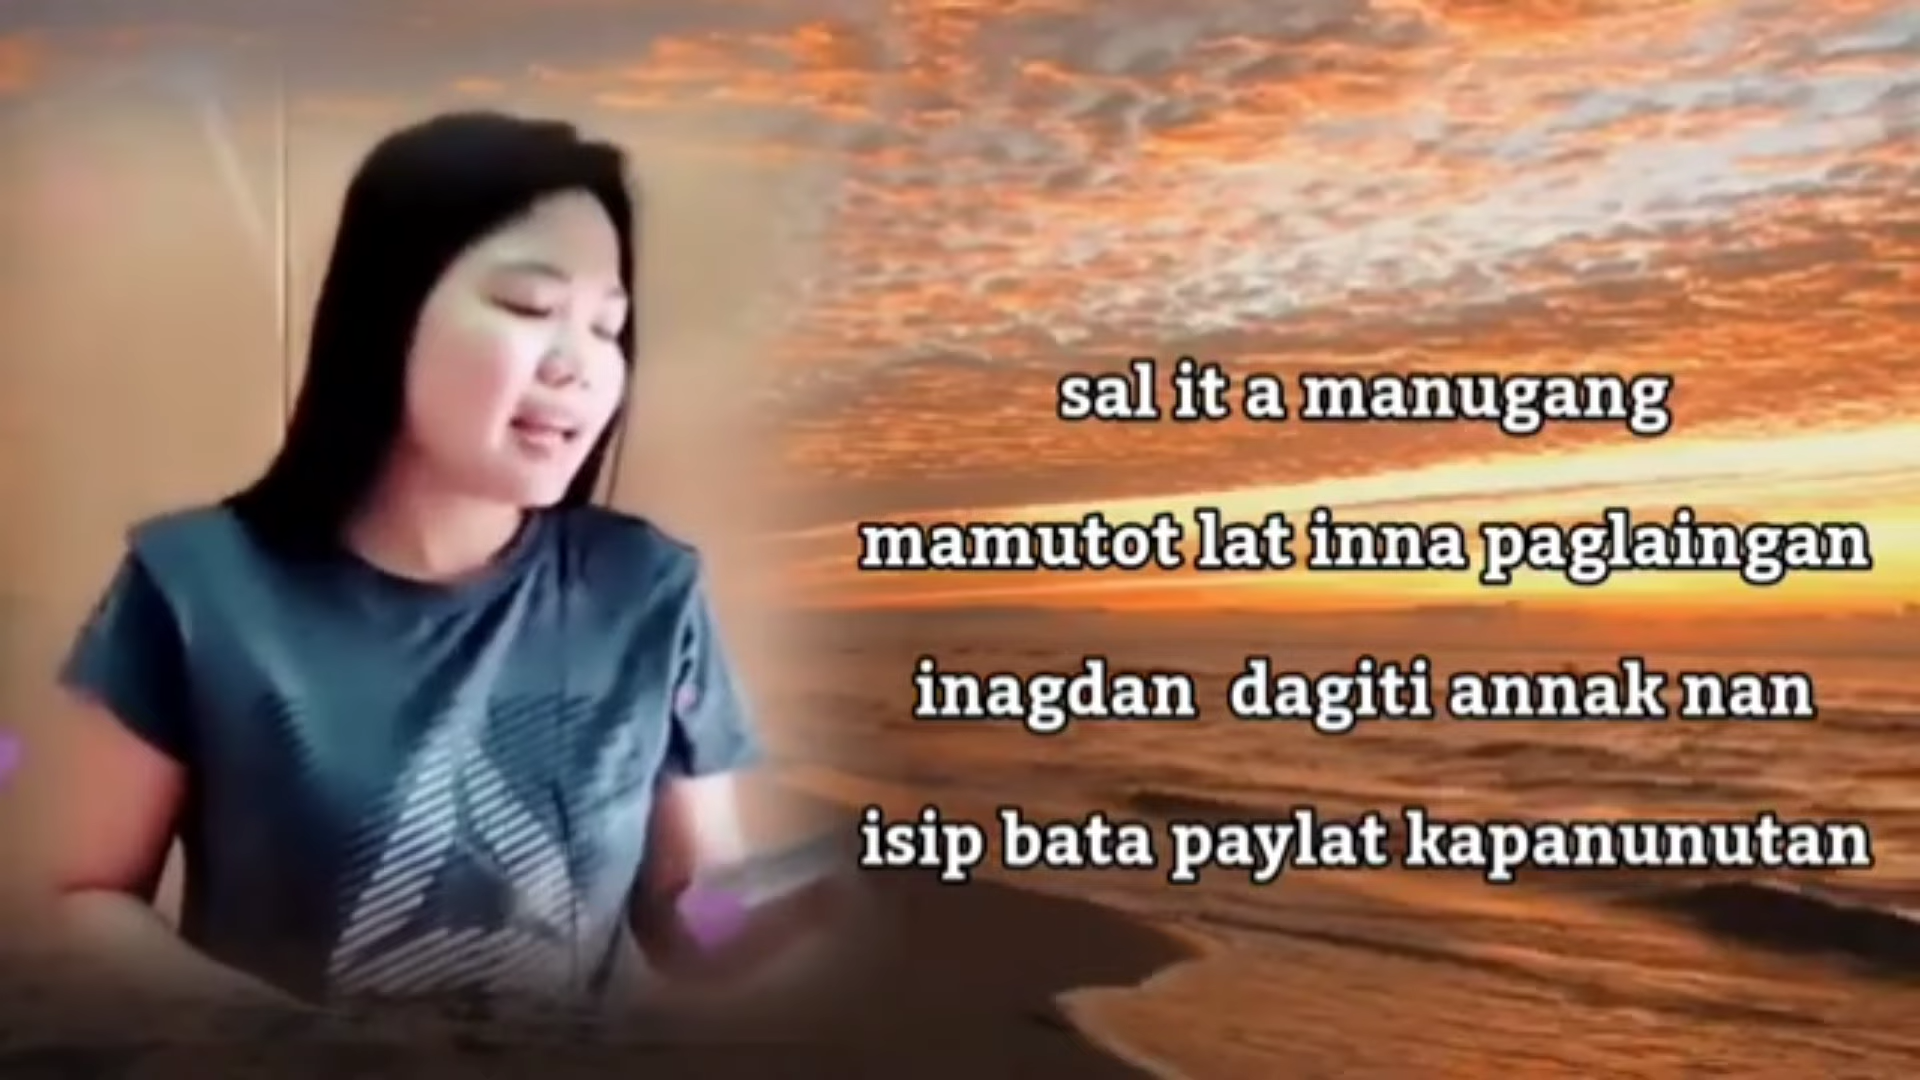 sal it a manugang
mamutot lat inna paglaingan
inagdan  dagiti annak nan
isip bata paylat kapanunutan